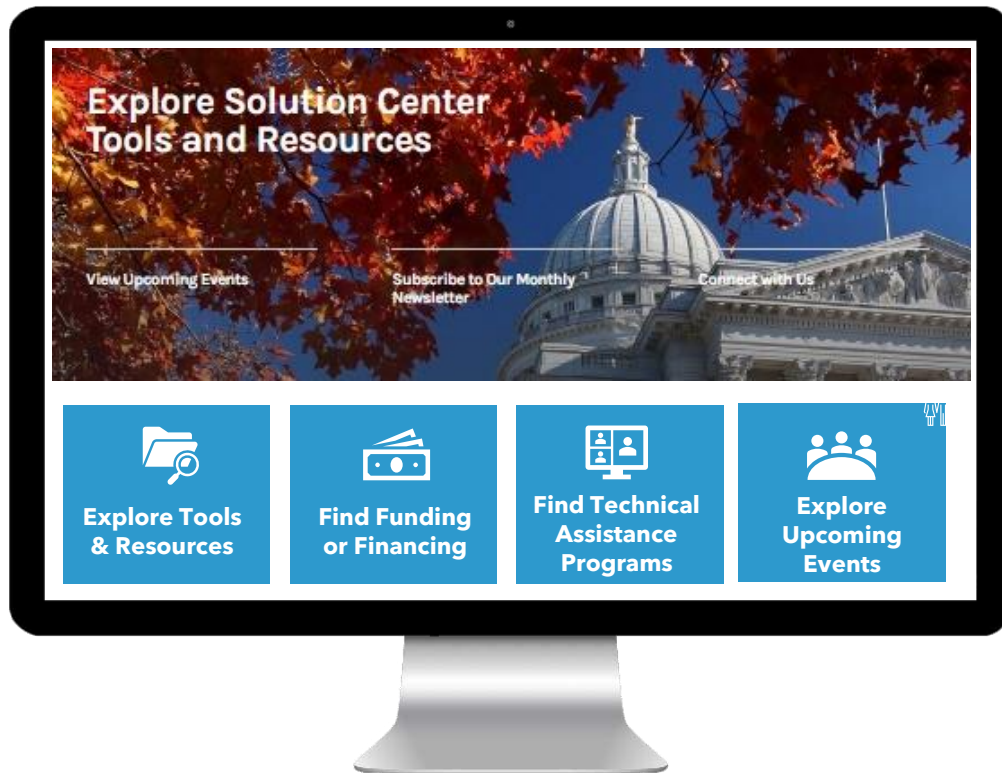 Explore Solution Center
Tools and Resources
View Upcoming Events
Subscribe to Our Monthly
Newsletter
Connect with Us
Explore Tools
& Resources
Find Funding
or Financing
Find Technical
Assistance
Programs
Explore
Upcoming
Events